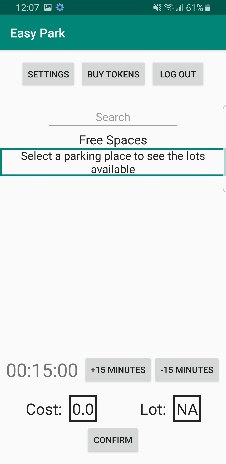 12:07 61%
Easy Park
SETTINGS BUY TOKENS LOG OUT
Search
Free Spaces
Select a parking place to see the lots
available
00:15:00 +15 MINUTES -15 MINUTES
Cost: 0.0 Lot: NA
CONFIRM